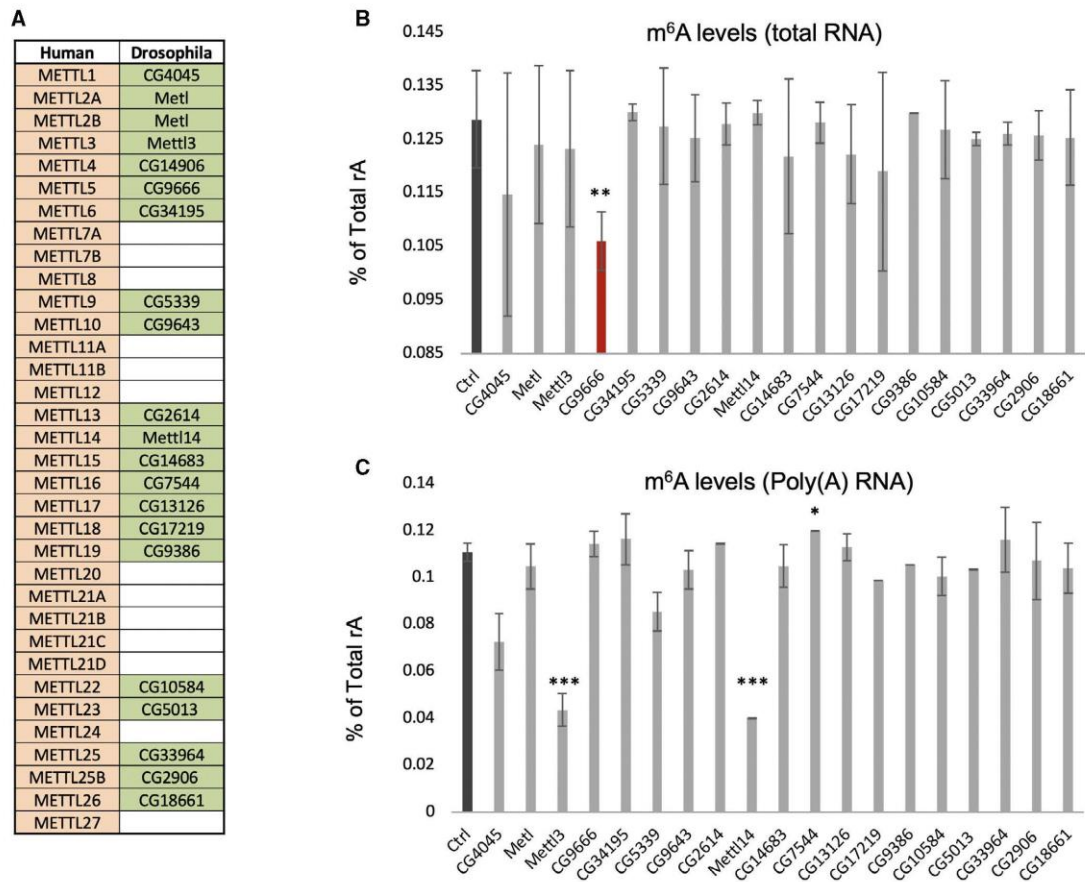 A
Human Drosophila
METTL1 CG4045
METTL2A Metl
METTL2B Metl
METTL3 Mettl3
METTL4 CG14906
METTL5 CG9666
METTL6 CG34195
METTL7A
METTL7B
METTL8
METTL9 CG5339
METTL10 CG9643
METTL11A
METTL11B
METTL12
METTL13 CG2614
METTL14 Mettl14
METTL15 CG14683
METTL16 CG7544
METTL17 CG13126
METTL18 CG17219
METTL19 CG9386
METTL20
METTL21A
METTL21B
METTL21C
METTL21D
METTL22 CG10584
METTL23 CG5013
METTL24
METTL25 CG33964
METTL25B CG2906
METTL26 CG18661
METTL27
B
m⁶A levels (total RNA)
% of Total rA
0.145
0.135
0.125
0.115
0.105
0.095
0.085
**
Ctrl CG4045 Metl Mettl3 CG9666 CG34195 CG5339 CG9643 CG2614 Mettl14 CG14683 CG7544 CG13126 CG17219 CG9386 CG10584 CG5013 CG33964 CG2906 CG18661
C
m⁶A levels (Poly(A) RNA)
% of Total rA
0.14
0.12
0.1
0.08
0.06
0.04
0.02
0
*** *** *
Ctrl CG4045 Metl Mettl3 CG9666 CG34195 CG5339 CG9643 CG2614 Mettl14 CG14683 CG7544 CG13126 CG17219 CG9386 CG10584 CG5013 CG33964 CG2906 CG18661